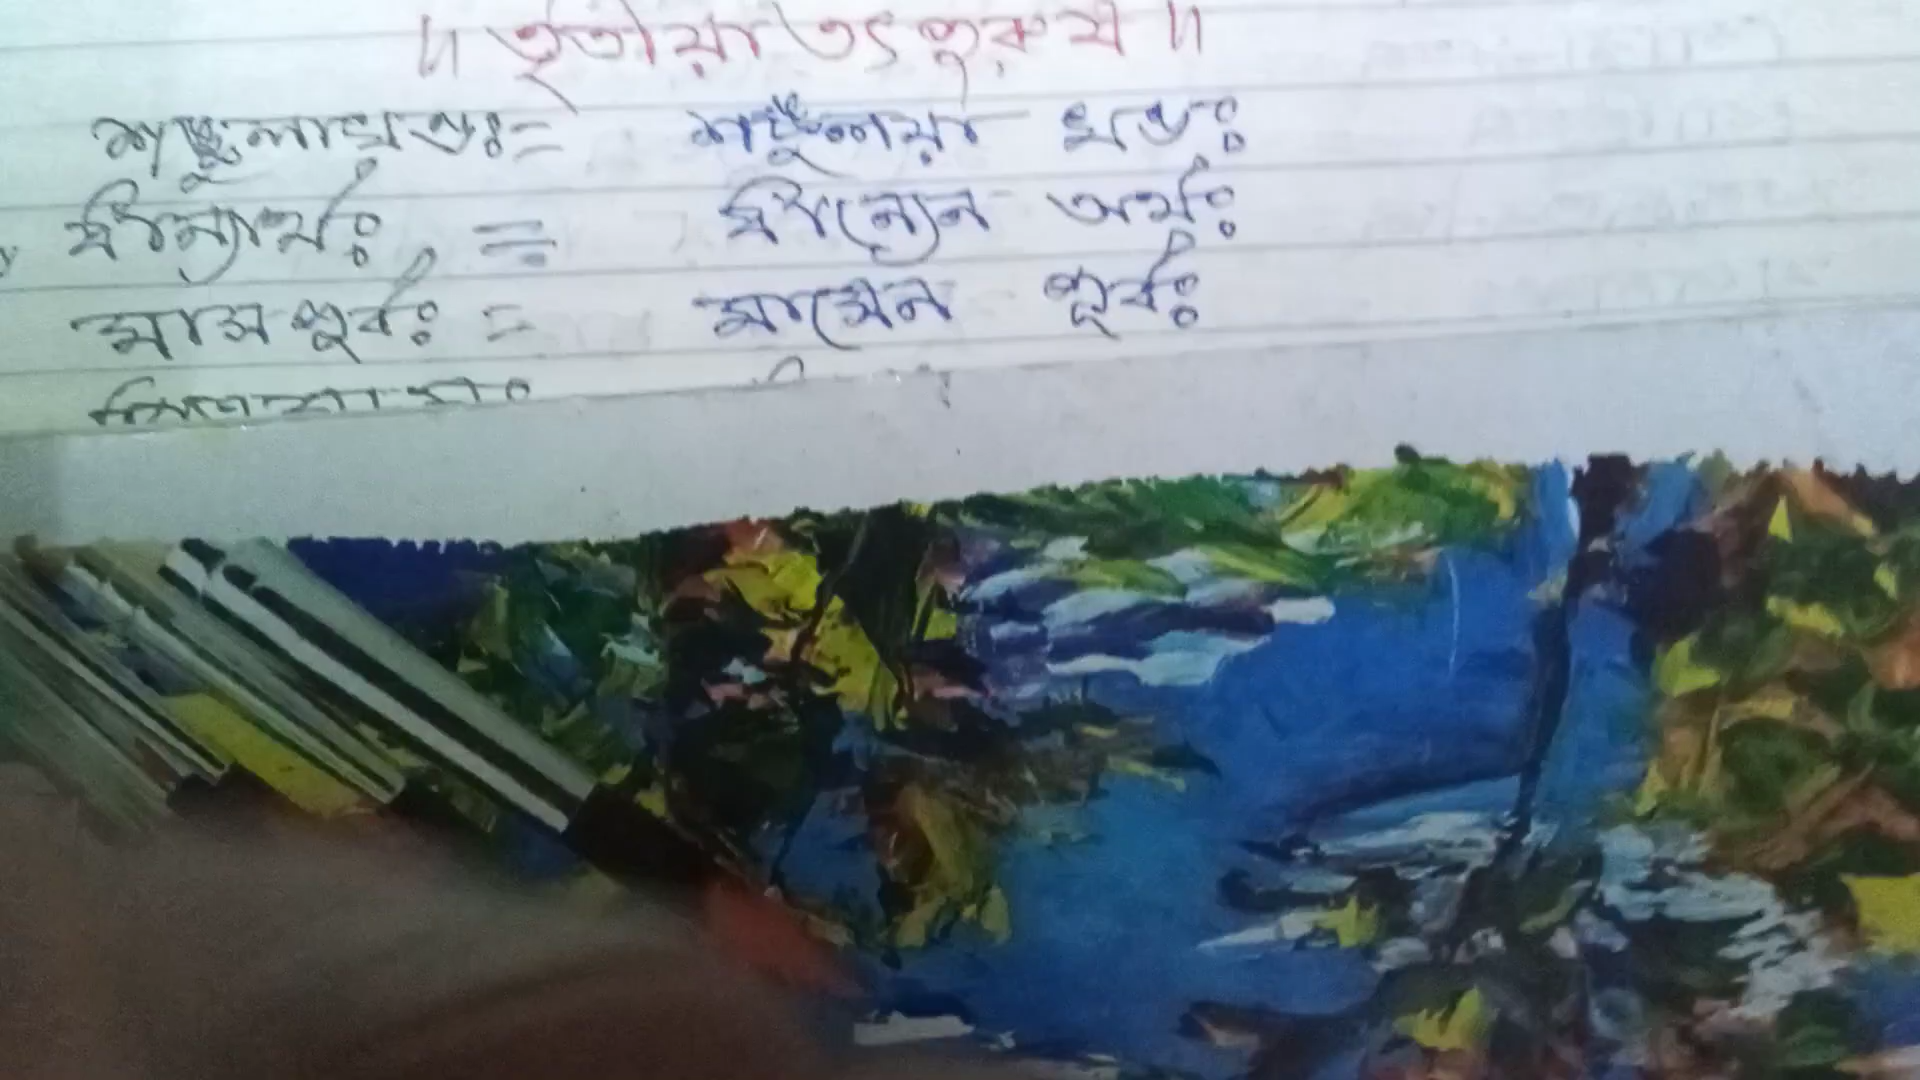 ॥ তৃতীয়া তৎপুরুষ ॥
শঙ্কুলাখণ্ডঃ = শঙ্কুলয়া খণ্ডঃ
ধান্যার্থঃ = ধান্যেন অর্থঃ
মাসপূর্বঃ = মাসেন পূর্বঃ